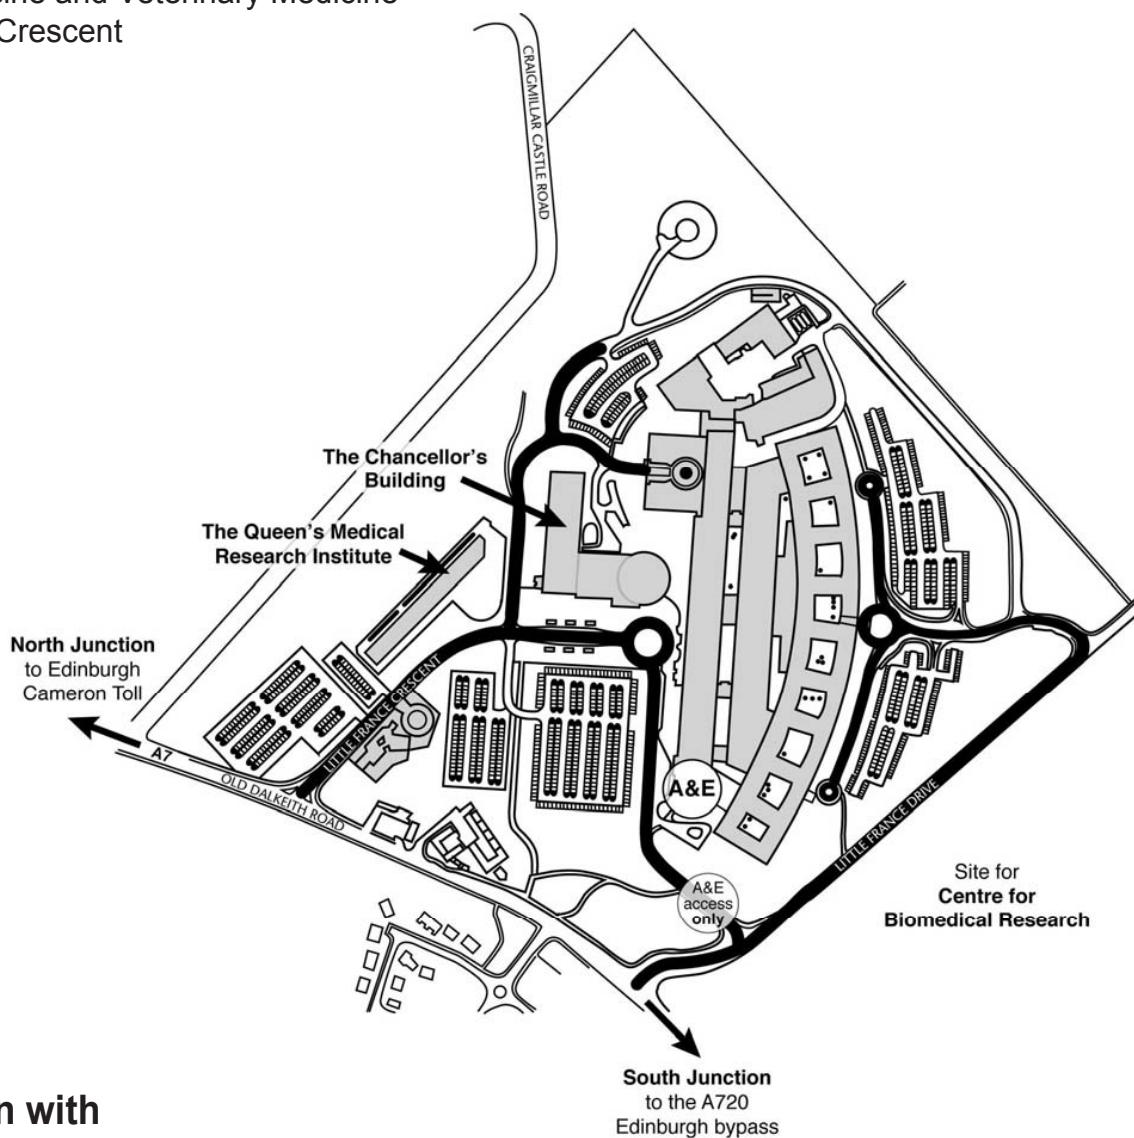 Crescent
CRAIGMILLAR CASTLE ROAD
The Chancellor's
Building
The Queen's Medical
Research Institute
North Junction
to Edinburgh
Cameron Toll
A7
OLD DALKEITH ROAD
LITTLE FRANCE CRESCENT
A&E
A&E
access
only
LITTLE FRANCE DRIVE
Site for
Centre for
Biomedical Research
South Junction
to the A720
Edinburgh bypass
with